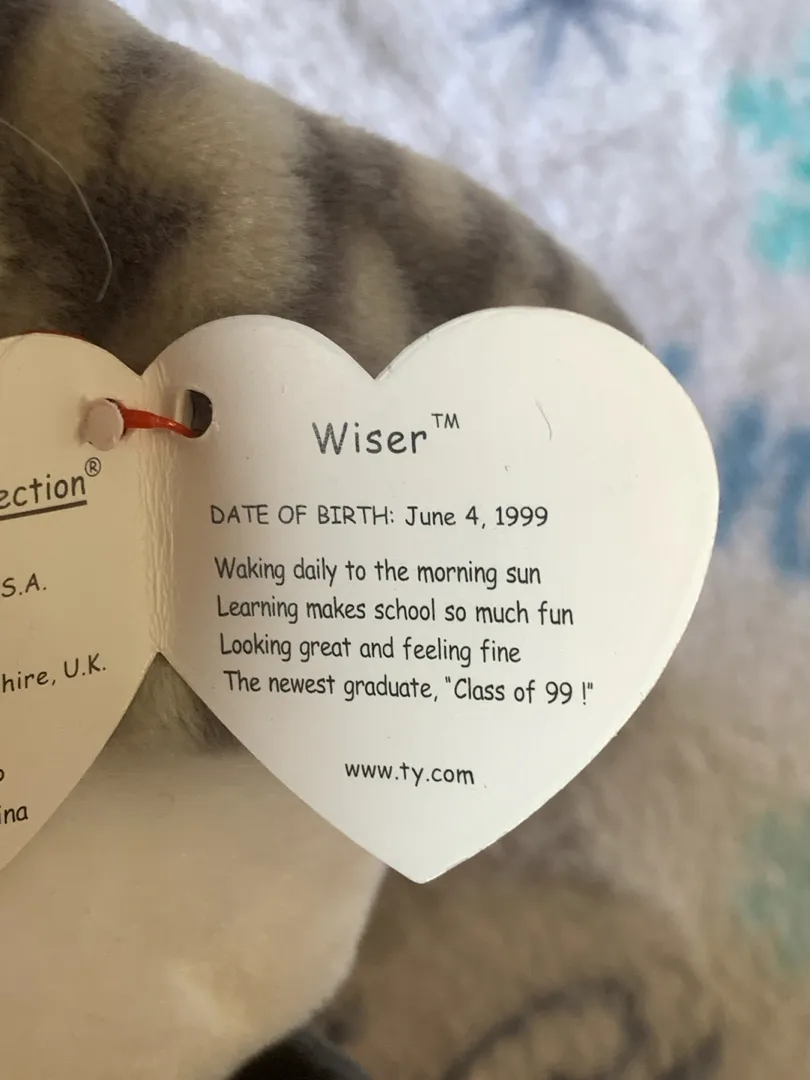 ection®
S.A.
hire, U.K.
ina
Wiser™
DATE OF BIRTH: June 4, 1999
Waking daily to the morning sun
Learning makes school so much fun
Looking great and feeling fine
The newest graduate, "Class of 99 !"
www.ty.com